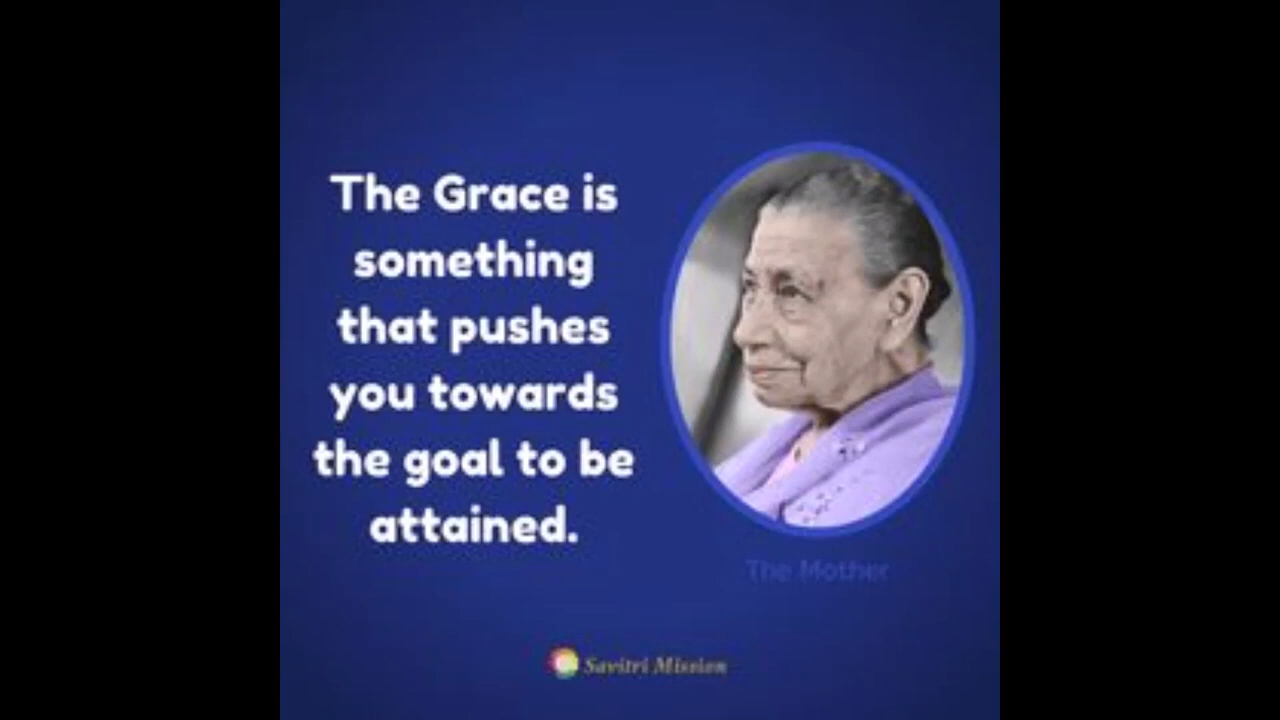 The Grace is
something
that pushes
you towards
the goal to be
attained.
The Mother
Savitri Mission